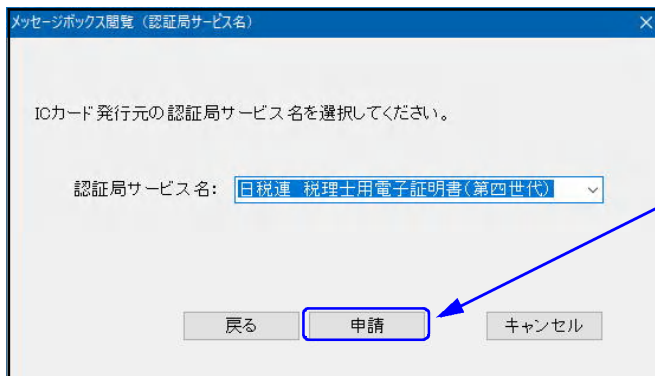 メッセージボックス閲覧（認証局サービス名）
ICカード発行元の認証局サービス名を選択してください。
認証局サービス名: 日税連 税理士用電子証明書(第四世代)
戻る 申請 キャンセル